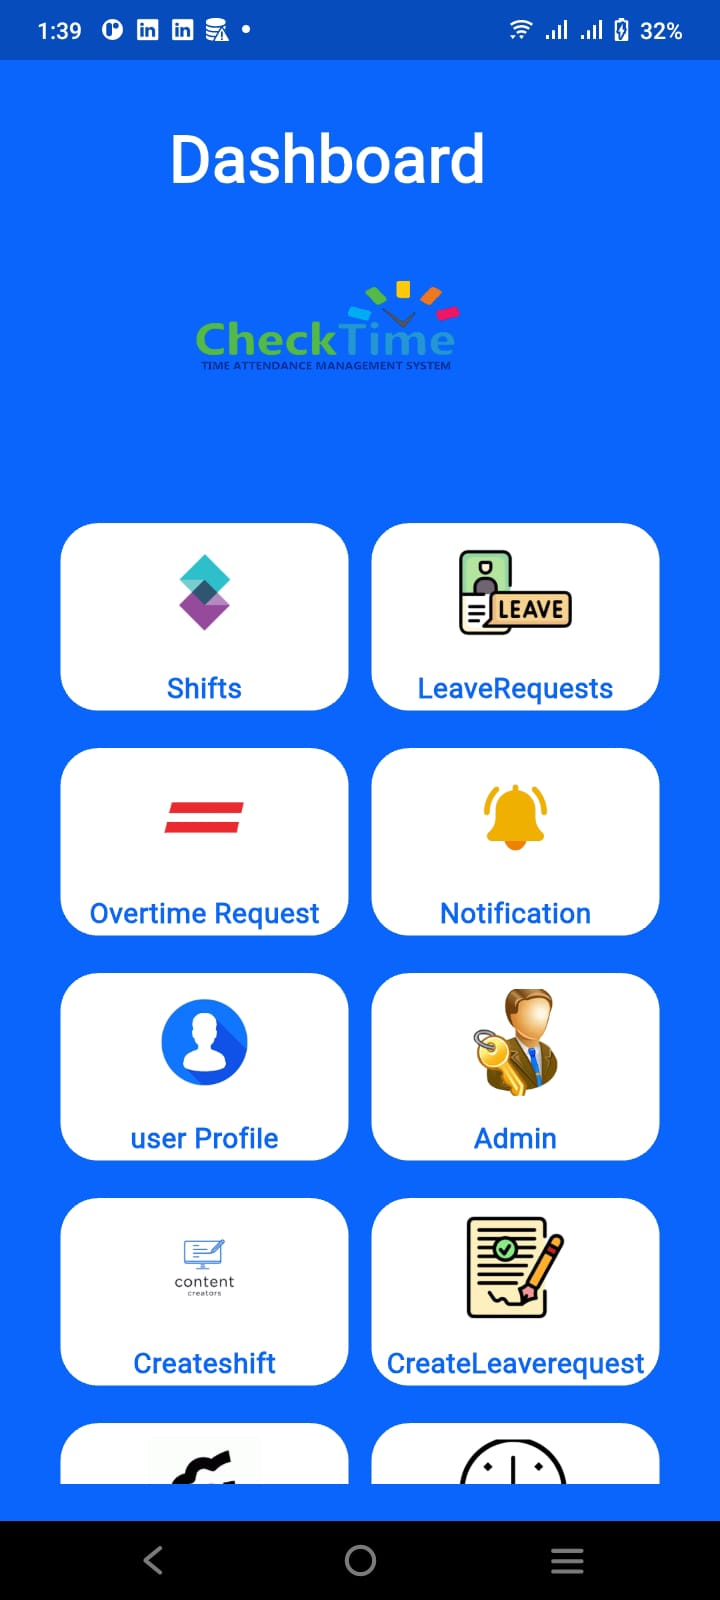 1:39 32%
Dashboard
CheckTime
TIME ATTENDANCE MANAGEMENT SYSTEM
LEAVE
Shifts LeaveRequests
Overtime Request Notification
user Profile Admin
content
creators
Createshift CreateLeaverequest